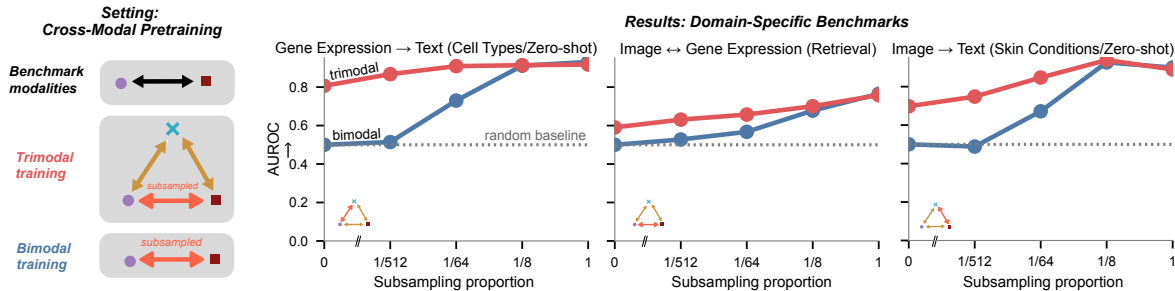 Setting:
Cross-Modal Pretraining
Benchmark
modalities
Trimodal
training
subsampled
Bimodal
training
subsampled
Results: Domain-Specific Benchmarks
Gene Expression → Text (Cell Types/Zero-shot)
AUROC →
0.8
0.6
0.4
0.2
0.0
trimodal
bimodal
random baseline
0
//
1/512
1/64
1/8
1
Subsampling proportion
Image ↔ Gene Expression (Retrieval)
0
//
1/512
1/64
1/8
1
Subsampling proportion
Image → Text (Skin Conditions/Zero-shot)
0
//
1/512
1/64
1/8
1
Subsampling proportion